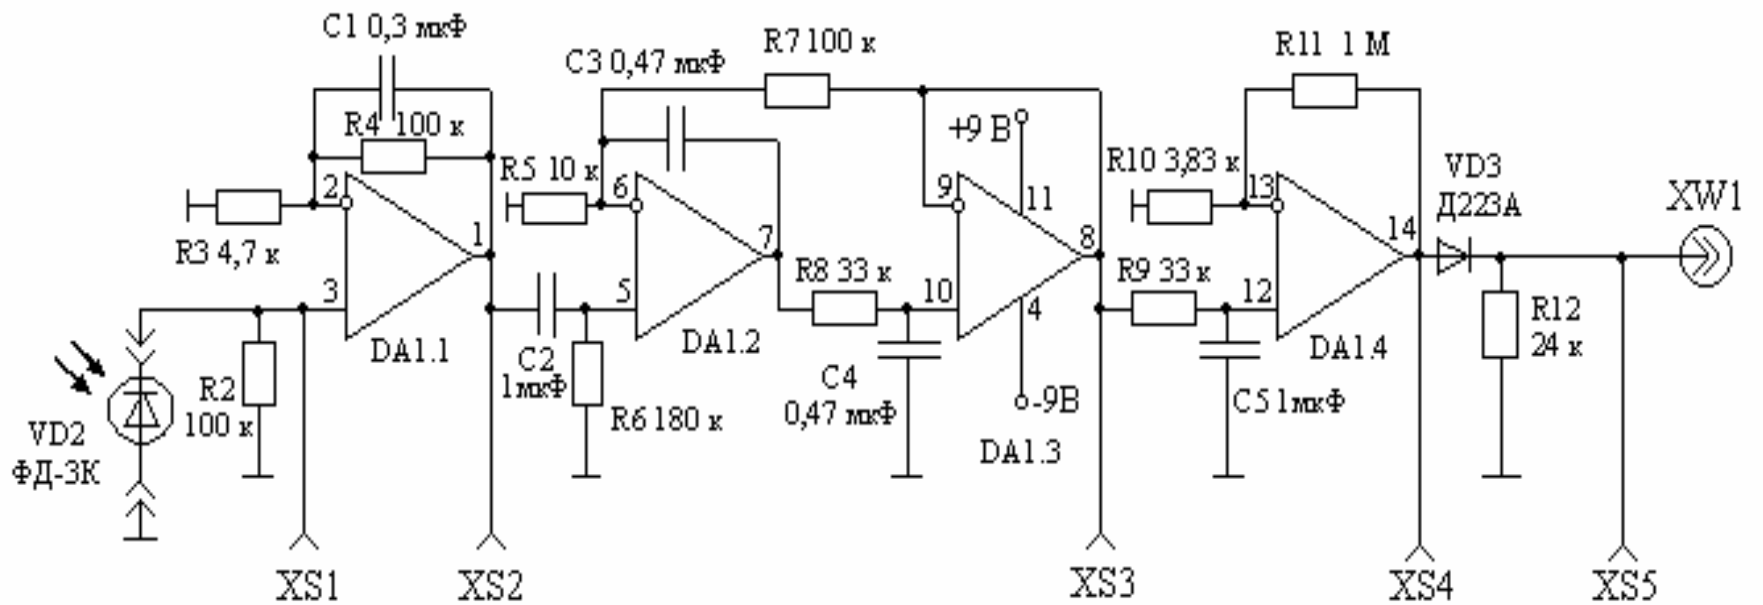 C1 0,3 мкФ
R4 100 к
2
R3 4,7 к
3
1
DA1.1
VD2
ФД-3К
R2
100 к
XS1
XS2
C3 0,47 мкФ
R5 10 к
6
5
7
DA1.2
C2
1мкФ
R6 180 к
R7 100 к
+9 В
9
11
8
10
4
-9В
DA1.3
R8 33 к
C4
0,47 мкФ
XS3
R11 1 М
R10 3,83 к
13
14
12
R9 33 к
DA1.4
C5 1мкФ
VD3
Д223А
XW1
R12
24 к
XS4
XS5